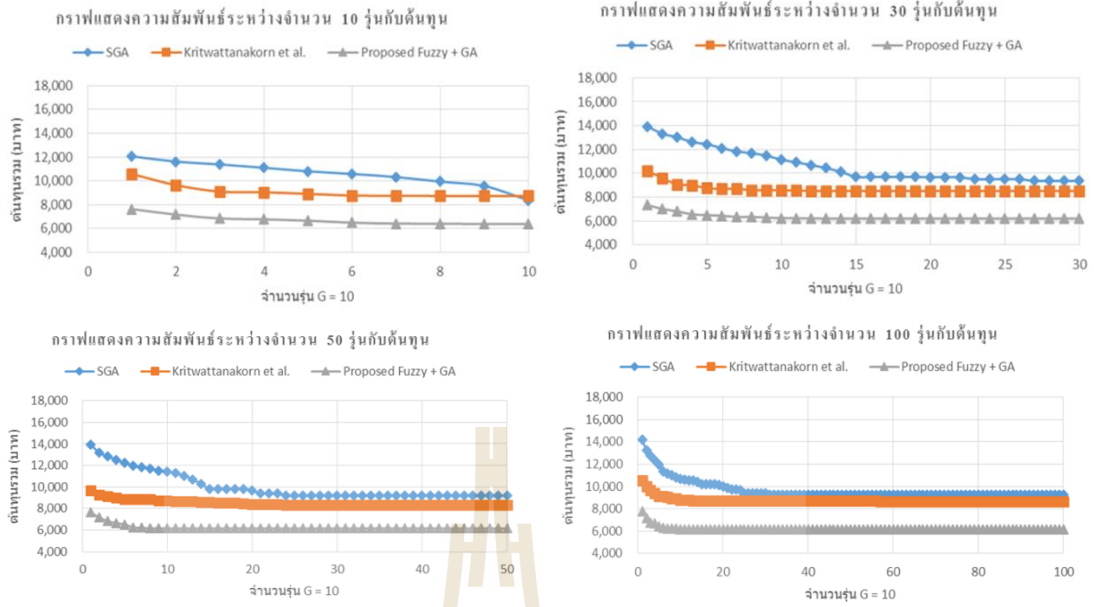 กราฟแสดงความสัมพันธ์ระหว่างจำนวน 10 รุ่นกับต้นทุน
SGA Kritwattanakorn et al. Proposed Fuzzy + GA
ต้นทุนรวม (บาท)
18,000
16,000
14,000
12,000
10,000
8,000
6,000
4,000
0 2 4 6 8 10
จำนวนรุ่น G = 10
กราฟแสดงความสัมพันธ์ระหว่างจำนวน 30 รุ่นกับต้นทุน
SGA Kritwattanakorn et al. Proposed Fuzzy + GA
ต้นทุนรวม (บาท)
18,000
16,000
14,000
12,000
10,000
8,000
6,000
4,000
0 5 10 15 20 25 30
จำนวนรุ่น G = 10
กราฟแสดงความสัมพันธ์ระหว่างจำนวน 50 รุ่นกับต้นทุน
SGA Kritwattanakorn et al. Proposed Fuzzy + GA
ต้นทุนรวม (บาท)
18,000
16,000
14,000
12,000
10,000
8,000
6,000
4,000
0 10 20 30 40 50
จำนวนรุ่น G = 10
กราฟแสดงความสัมพันธ์ระหว่างจำนวน 100 รุ่นกับต้นทุน
SGA Kritwattanakorn et al. Proposed Fuzzy + GA
ต้นทุนรวม (บาท)
18,000
16,000
14,000
12,000
10,000
8,000
6,000
4,000
0 20 40 60 80 100
จำนวนรุ่น G = 10